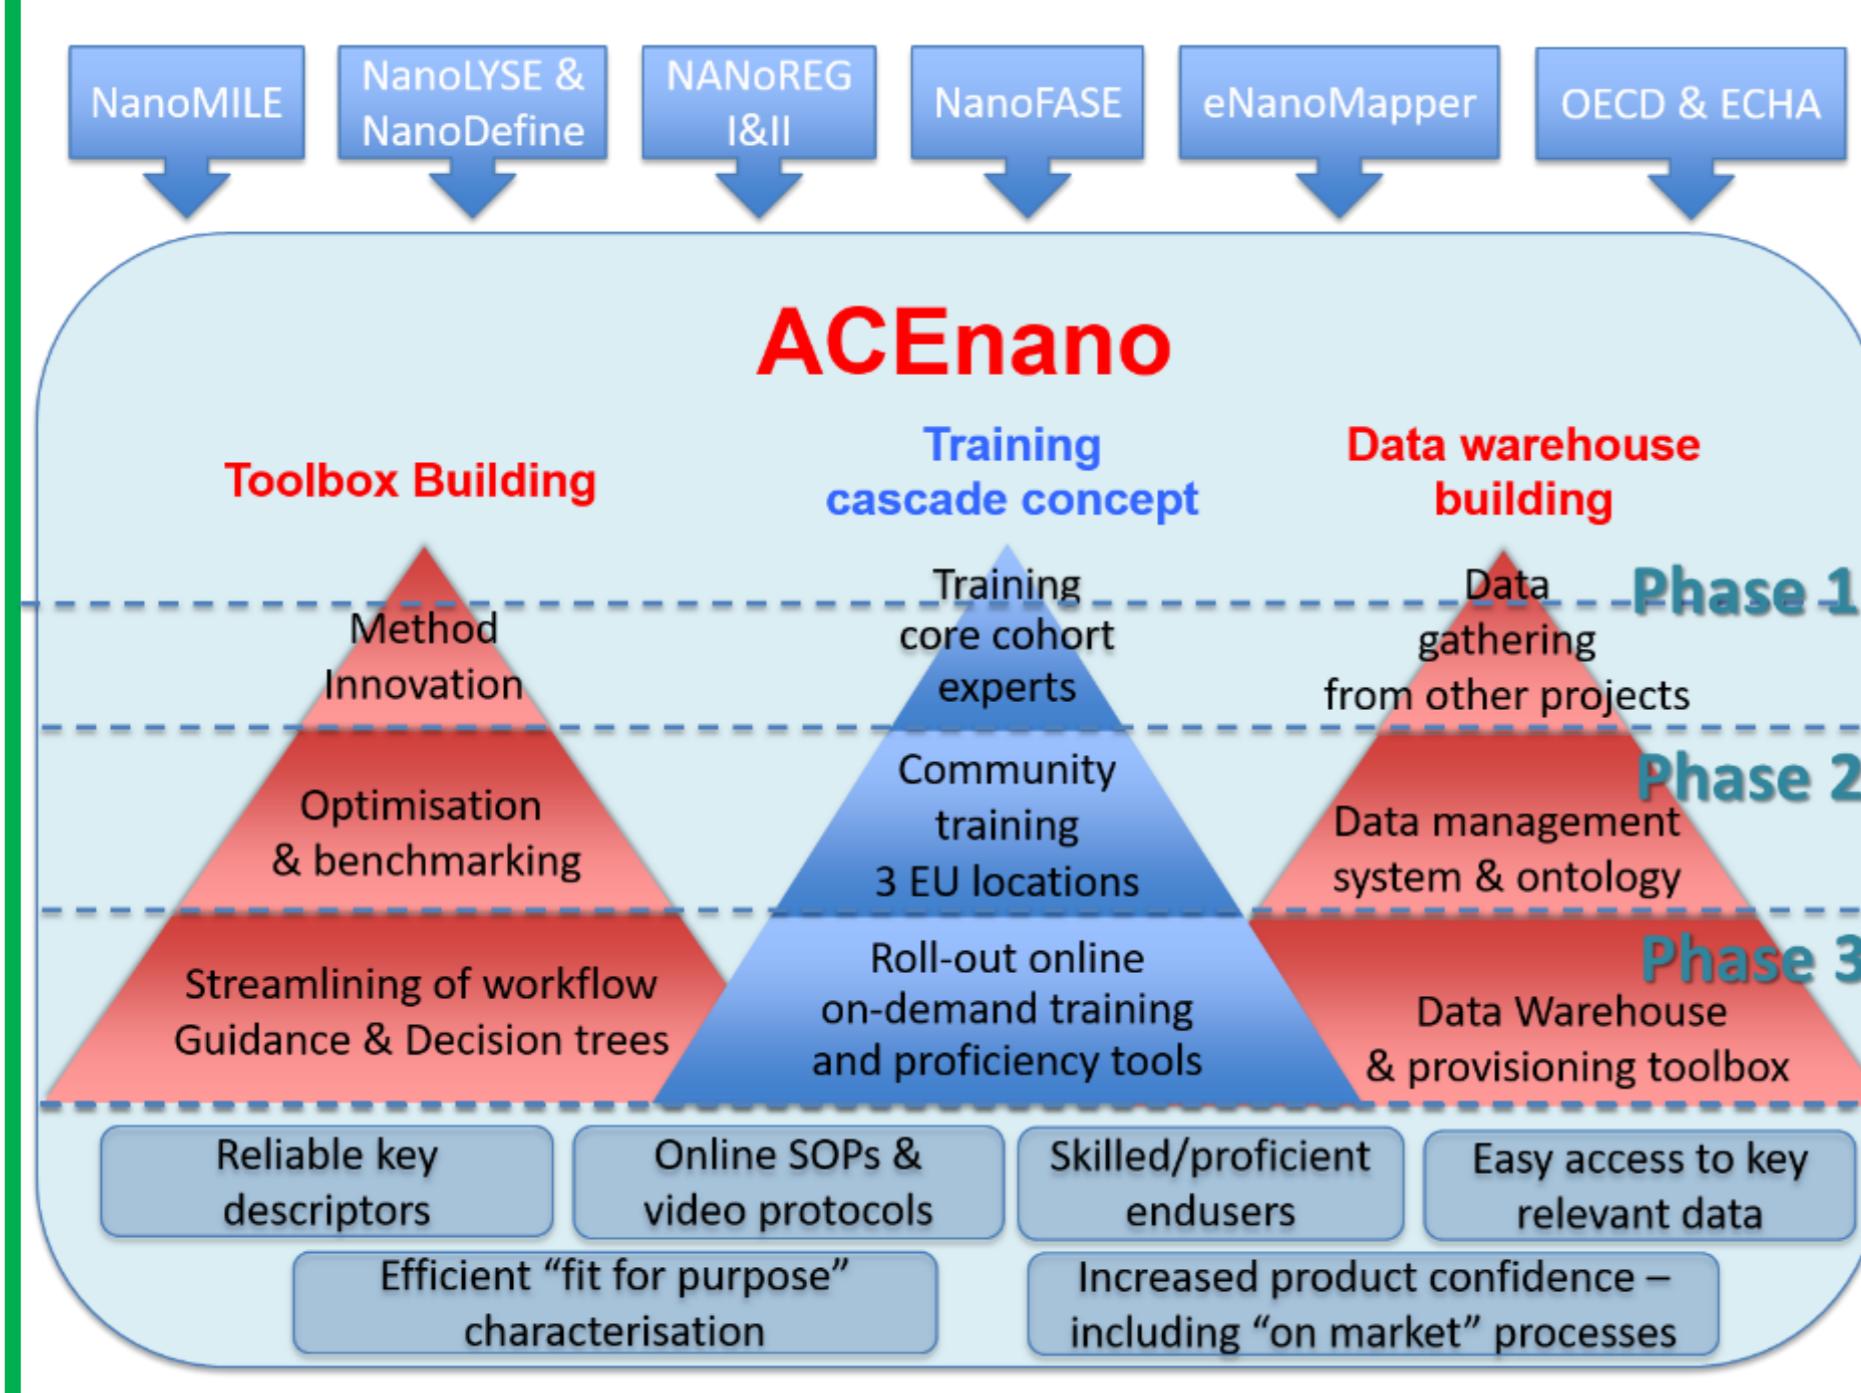 NanoMILE
NanoLYSE &
NanoDefine
NANoREG
I&II
NanoFASE
eNanoMapper
OECD & ECHA
ACEnano
Toolbox Building
Training
cascade concept
Data warehouse
building
Phase 1
Method
Innovation
Training
core cohort
experts
Data
gathering
from other projects
Phase 2
Optimisation
& benchmarking
Community
training
3 EU locations
Data management
system & ontology
Phase 3
Streamlining of workflow
Guidance & Decision trees
Roll-out online
on-demand training
and proficiency tools
Data Warehouse
& provisioning toolbox
Reliable key
descriptors
Online SOPs &
video protocols
Skilled/proficient
endusers
Easy access to key
relevant data
Efficient “fit for purpose”
characterisation
Increased product confidence –
including “on market” processes